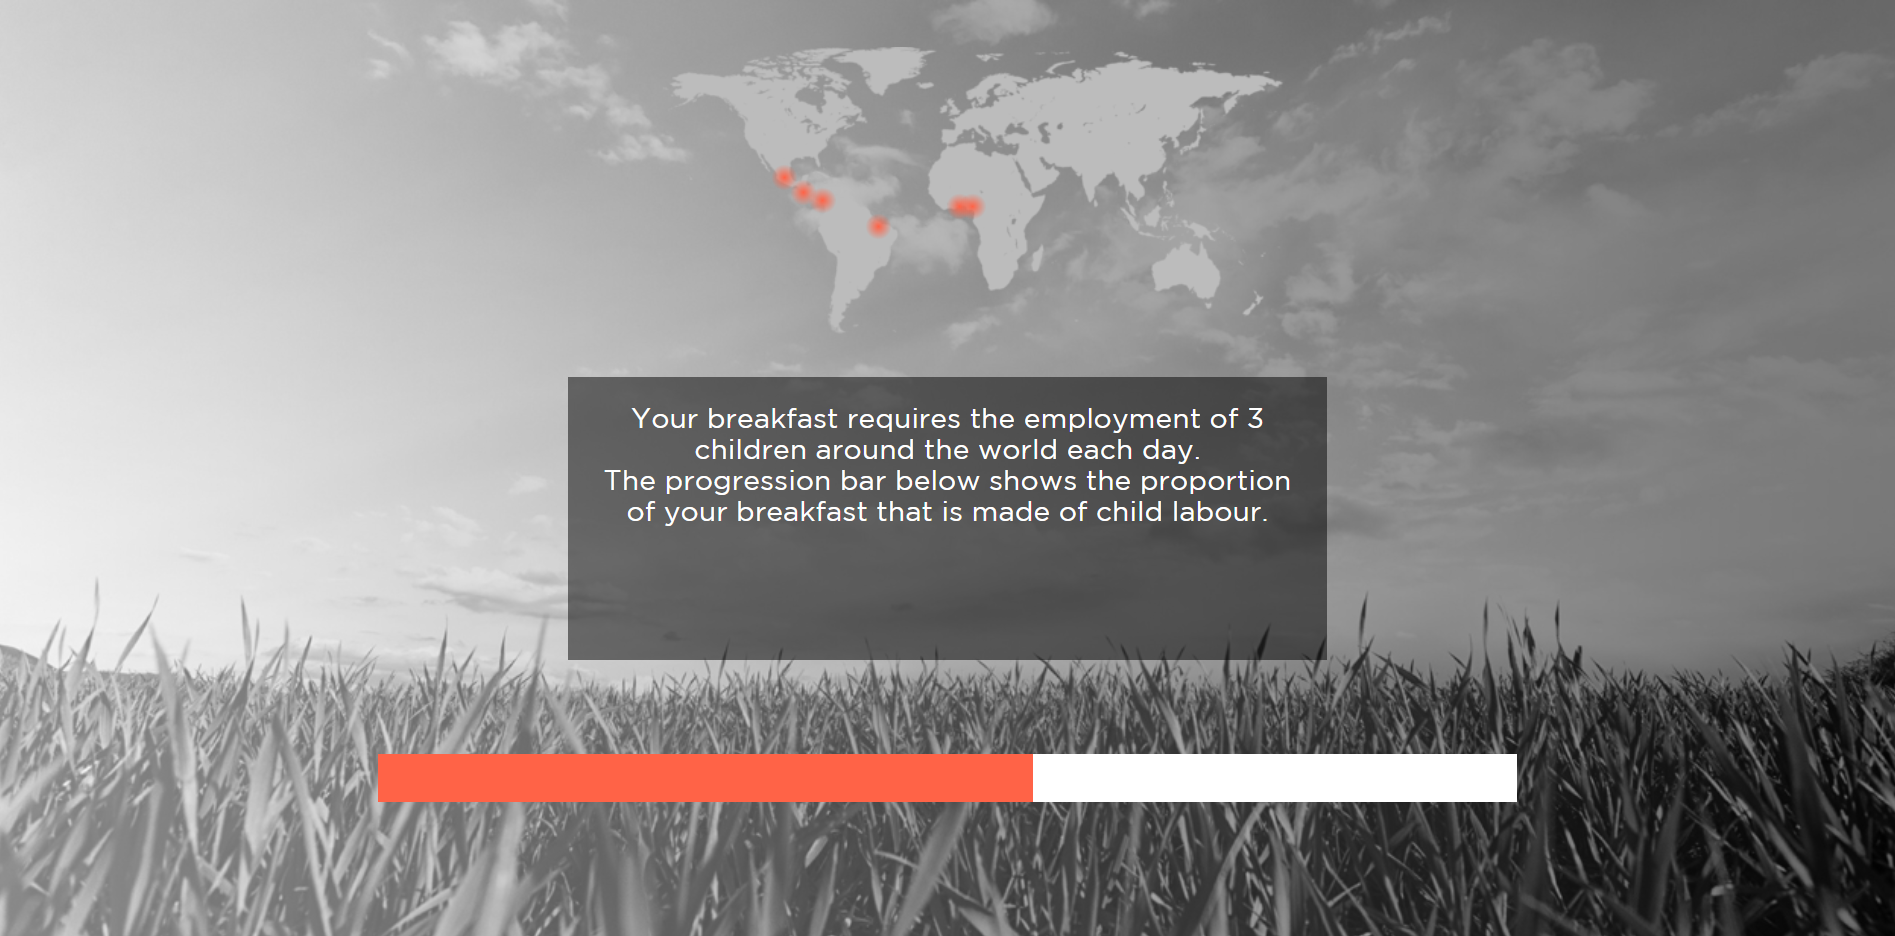 Your breakfast requires the employment of 3
children around the world each day.
The progression bar below shows the proportion
of your breakfast that is made of child labour.